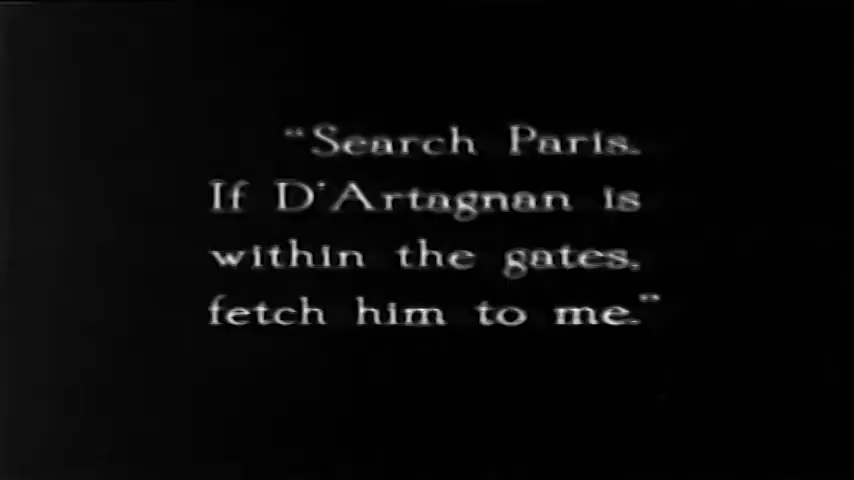 “Search Paris.
If D'Artagnan is
within the gates,
fetch him to me.”